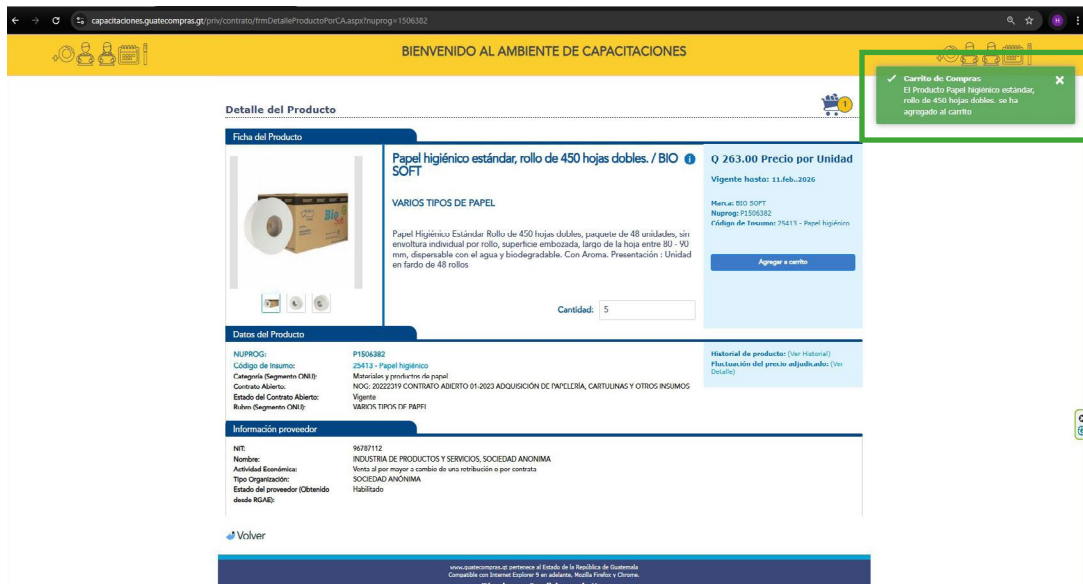 capacitaciones.guatecompras.gt/priv/contrato/frmDetalleProductoPorCA.aspx?nuprog=1506382
H
BIENVENIDO AL AMBIENTE DE CAPACITACIONES
Carrito de Compras
El Producto Papel higiénico estándar,
rollo de 450 hojas dobles. se ha
agregado al carrito
Detalle del Producto
1
Ficha del Producto
Papel higiénico estándar, rollo de 450 hojas dobles. / BIO
SOFT
VARIOS TIPOS DE PAPEL
Papel Higiénico Estándar Rollo de 450 hojas dobles, paquete de 48 unidades, sin
envoltura individual por rollo, superficie embozada, largo de la hoja entre 80 - 90
mm, dispersable con el agua y biodegradable. Con Aroma. Presentación : Unidad
en fardo de 48 rollos
Cantidad: 5
Q 263.00 Precio por Unidad
Vigente hasta: 11.feb..2026
Marca: BIO SOFT
Nuprog: P1506382
Código de Insumo: 25413 - Papel higiénico
Agregar a carrito
Bio
Datos del Producto
NUPROG: P1506382
Código de Insumo: 25413 - Papel higiénico
Categoría (Segmento ONU): Materiales y productos de papel
Contrato Abierto: NOG: 20222319 CONTRATO ABIERTO 01-2023 ADQUISICIÓN DE PAPELERÍA, CARTULINAS Y OTROS INSUMOS
Estado del Contrato Abierto: Vigente
Rubro (Segmento ONU): VARIOS TIPOS DE PAPEL
Historial de producto: (Ver Historial)
Fluctuación del precio adjudicado: (Ver
Detalle)
Información proveedor
NIT: 96787112
Nombre: INDUSTRIA DE PRODUCTOS Y SERVICIOS, SOCIEDAD ANONIMA
Actividad Económica: Venta al por mayor a cambio de una retribución o por contrata
Tipo Organización: SOCIEDAD ANÓNIMA
Estado del proveedor (Obtenido Habilitado
desde RGAE):
Volver
www.guatecompras.gt pertenece al Estado de la República de Guatemala
Compatible con Internet Explorer 9 en adelante, Mozilla Firefox y Chrome.